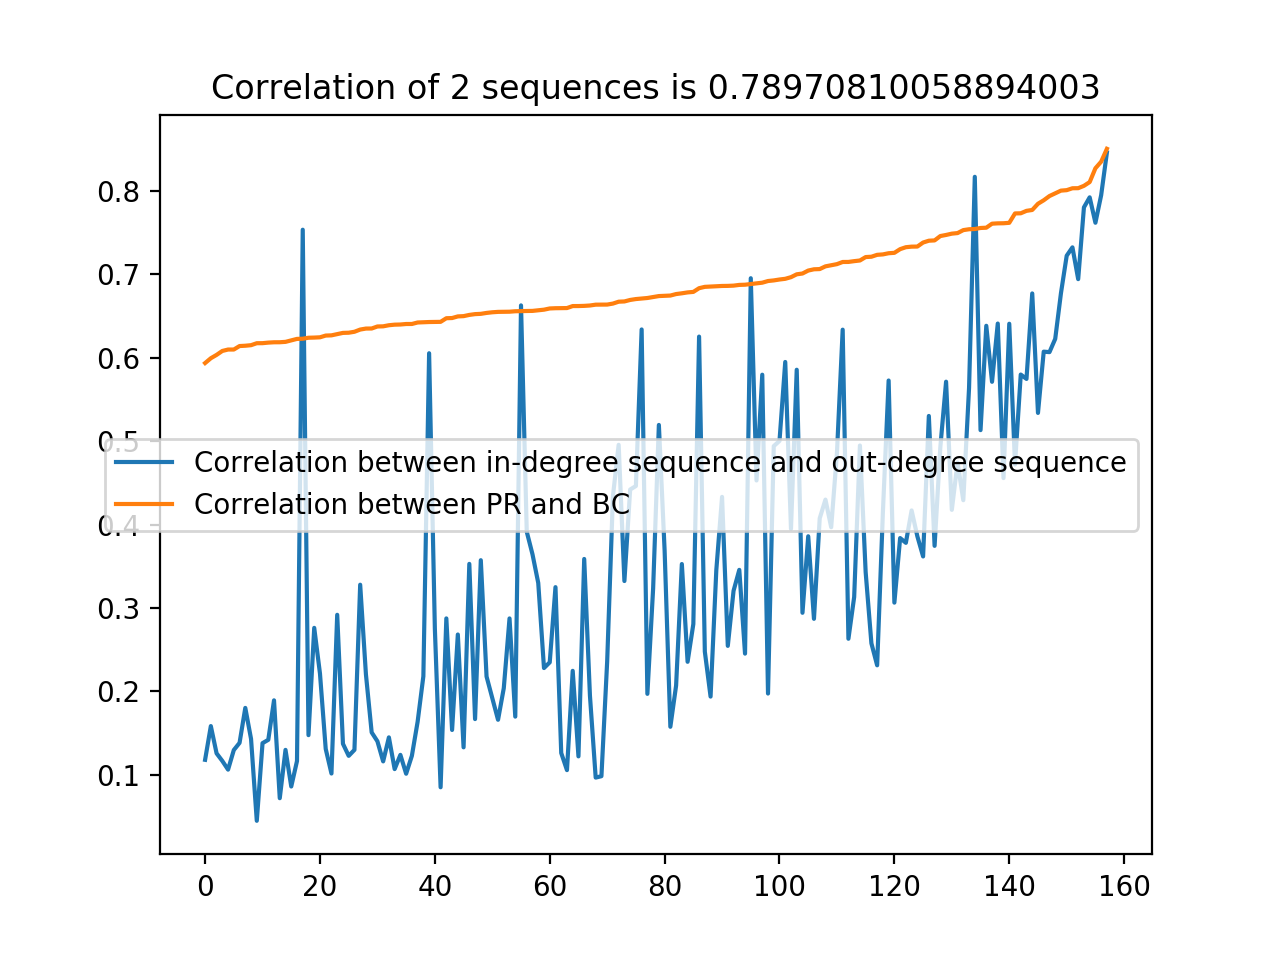 Correlation of 2 sequences is 0.78970810058894003
0.8
0.7
0.6
0.5
Correlation between in-degree sequence and out-degree sequence
Correlation between PR and BC
0.4
0.3
0.2
0.1
0 20 40 60 80 100 120 140 160